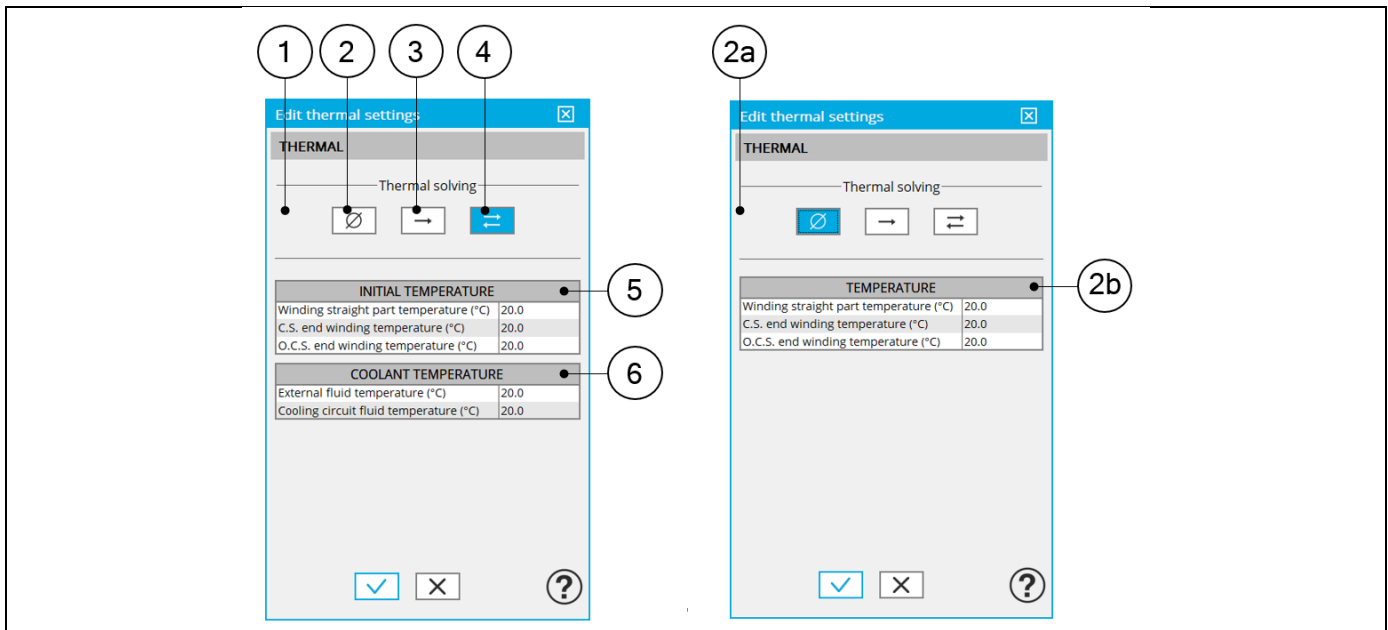 1 2 3 4
Edit thermal settings
THERMAL
Thermal solving
INITIAL TEMPERATURE 5
Winding straight part temperature (°C) 20.0
C.S. end winding temperature (°C) 20.0
O.C.S. end winding temperature (°C) 20.0
COOLANT TEMPERATURE 6
External fluid temperature (°C) 20.0
Cooling circuit fluid temperature (°C) 20.0
?
2a
Edit thermal settings
THERMAL
Thermal solving
TEMPERATURE 2b
Winding straight part temperature (°C) 20.0
C.S. end winding temperature (°C) 20.0
O.C.S. end winding temperature (°C) 20.0
?